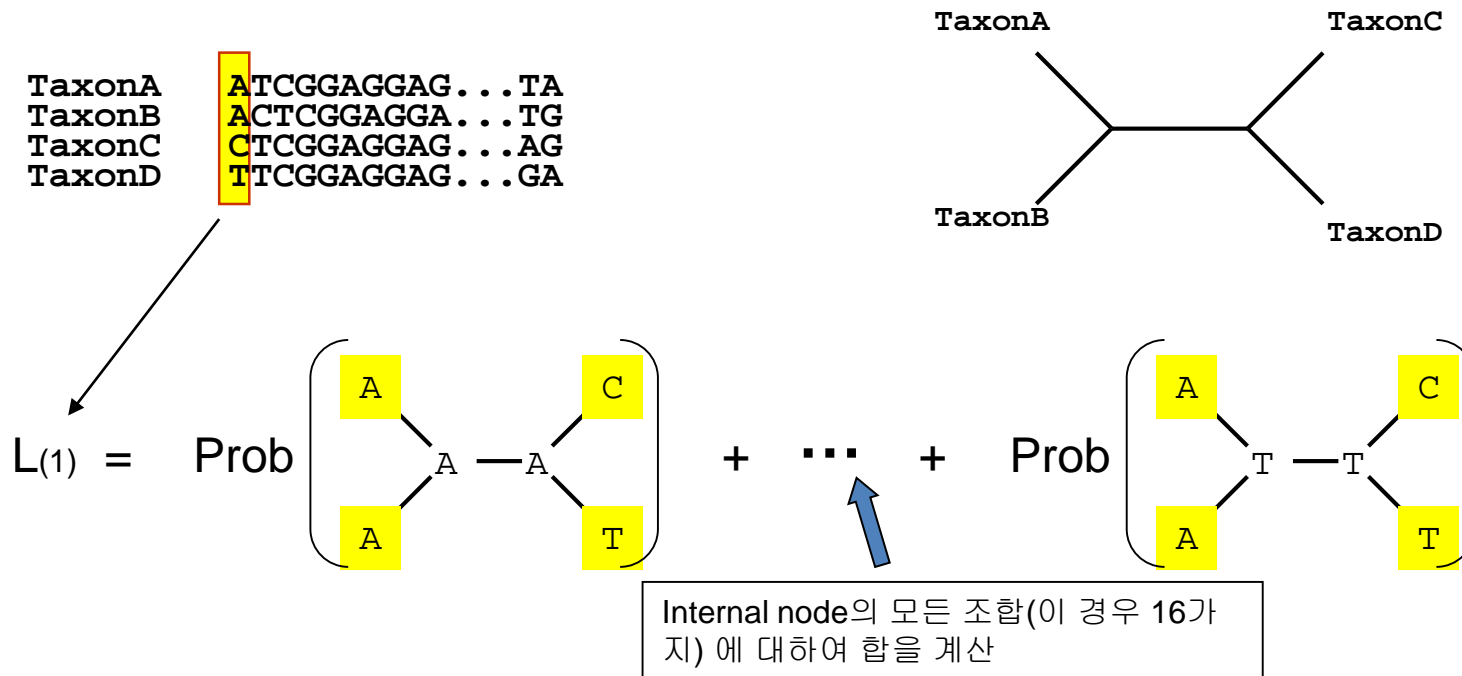 TaxonA ATCGGAGGAG...TA
TaxonB ACTCGGAGGA...TG
TaxonC CTCGGAGGAG...AG
TaxonD TTCGGAGGAG...GA
TaxonA TaxonC
TaxonB TaxonD
A C A C
L(1) = Prob A A + ... + Prob T T
A T A T
Internal node의 모든 조합(이 경우 16가
지) 에 대하여 합을 계산